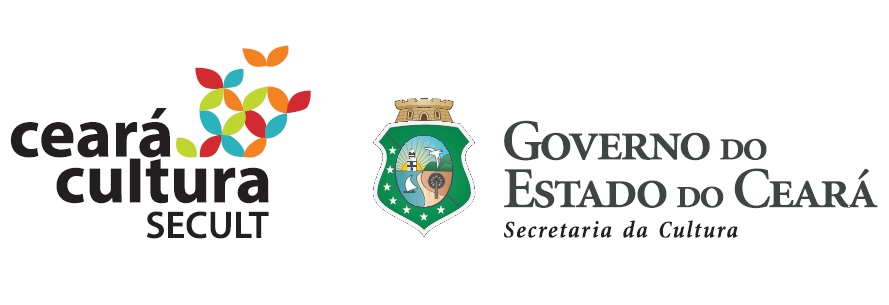 ceará
cultura
SECULT
GOVERNO DO
ESTADO DO CEARÁ
Secretaria da Cultura